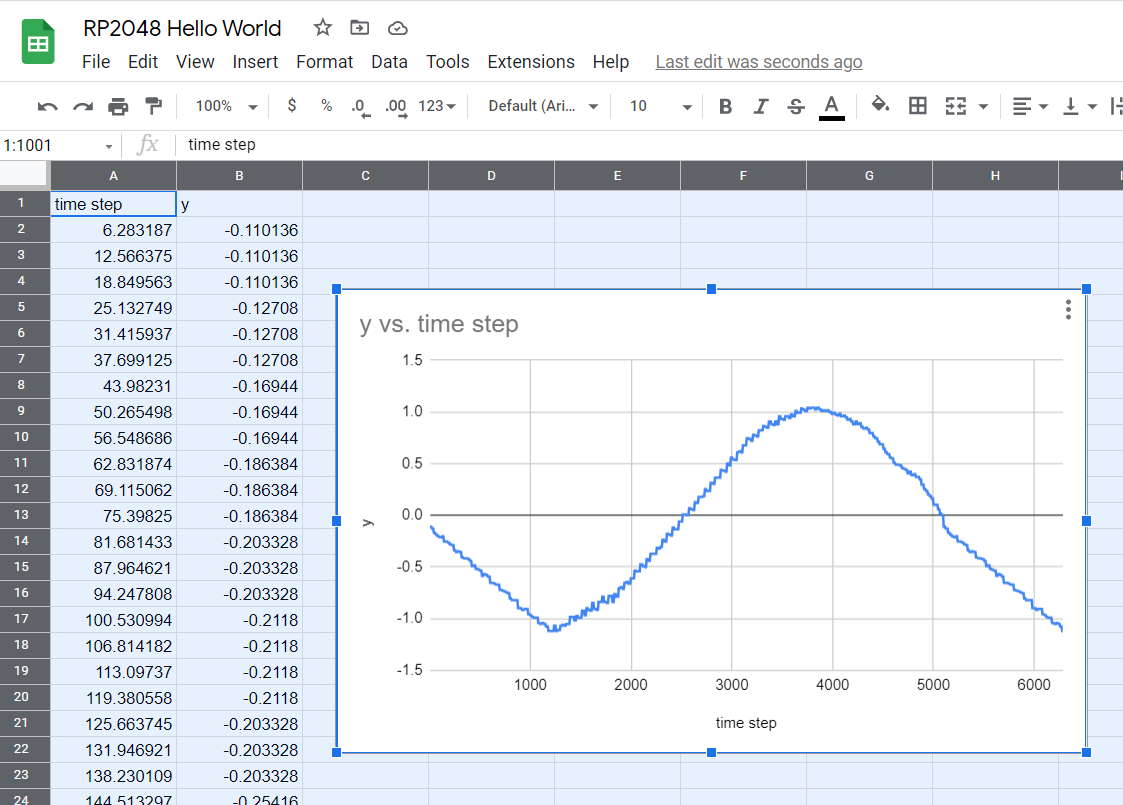 RP2048 Hello World
File Edit View Insert Format Data Tools Extensions Help Last edit was seconds ago
100% $ % .0 .00 123 Default (Ari... 10 B I S A
1:1001 fx time step
A B C D E F G H I
1 time step y
2 6.283187 -0.110136
3 12.566375 -0.110136
4 18.849563 -0.110136
5 25.132749 -0.12708
6 31.415937 -0.12708
7 37.699125 -0.12708
8 43.98231 -0.16944
9 50.265498 -0.16944
10 56.548686 -0.16944
11 62.831874 -0.186384
12 69.115062 -0.186384
13 75.39825 -0.186384
14 81.681433 -0.203328
15 87.964621 -0.203328
16 94.247808 -0.203328
17 100.530994 -0.2118
18 106.814182 -0.2118
19 113.09737 -0.2118
20 119.380558 -0.2118
21 125.663745 -0.203328
22 131.946921 -0.203328
23 138.230109 -0.203328
24 144.513297 -0.25416
y vs. time step
1.5
1.0
0.5
0.0
-0.5
-1.0
-1.5
y
1000 2000 3000 4000 5000 6000
time step